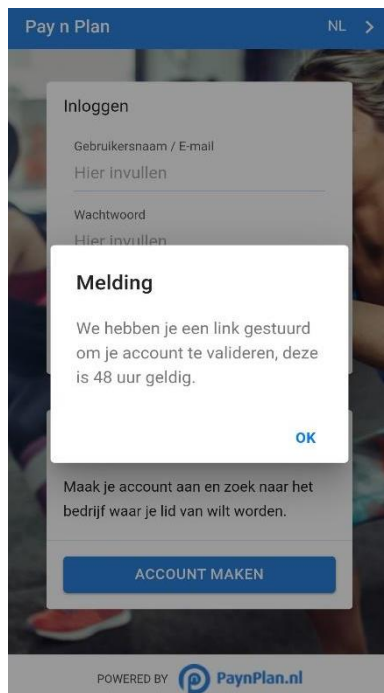 Pay n Plan
NL
Inloggen
Gebruikersnaam / E-mail
Hier invullen
Wachtwoord
Hier invullen
Melding
We hebben je een link gestuurd
om je account te valideren, deze
is 48 uur geldig.
OK
Maak je account aan en zoek naar het
bedrijf waar je lid van wilt worden.
ACCOUNT MAKEN
POWERED BY PaynPlan.nl